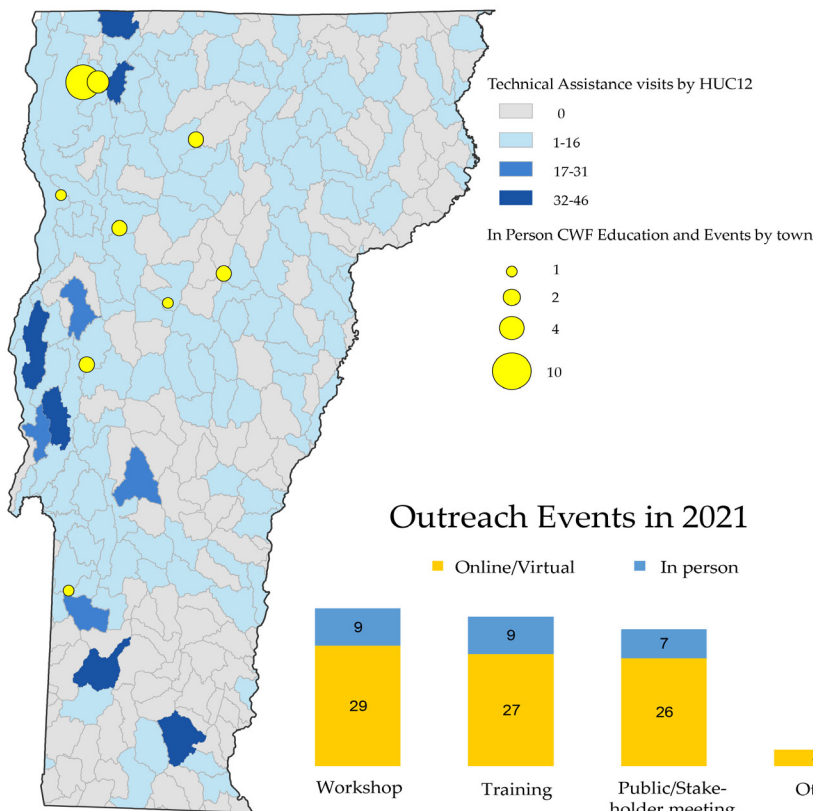 Technical Assistance visits by HUC12
0
1-16
17-31
32-46
In Person CWF Education and Events by town
1
2
4
10
Outreach Events in 2021
Online/Virtual
In person
9
9
7
29
27
26
Workshop
Training
Public/Stake-
holder meeting